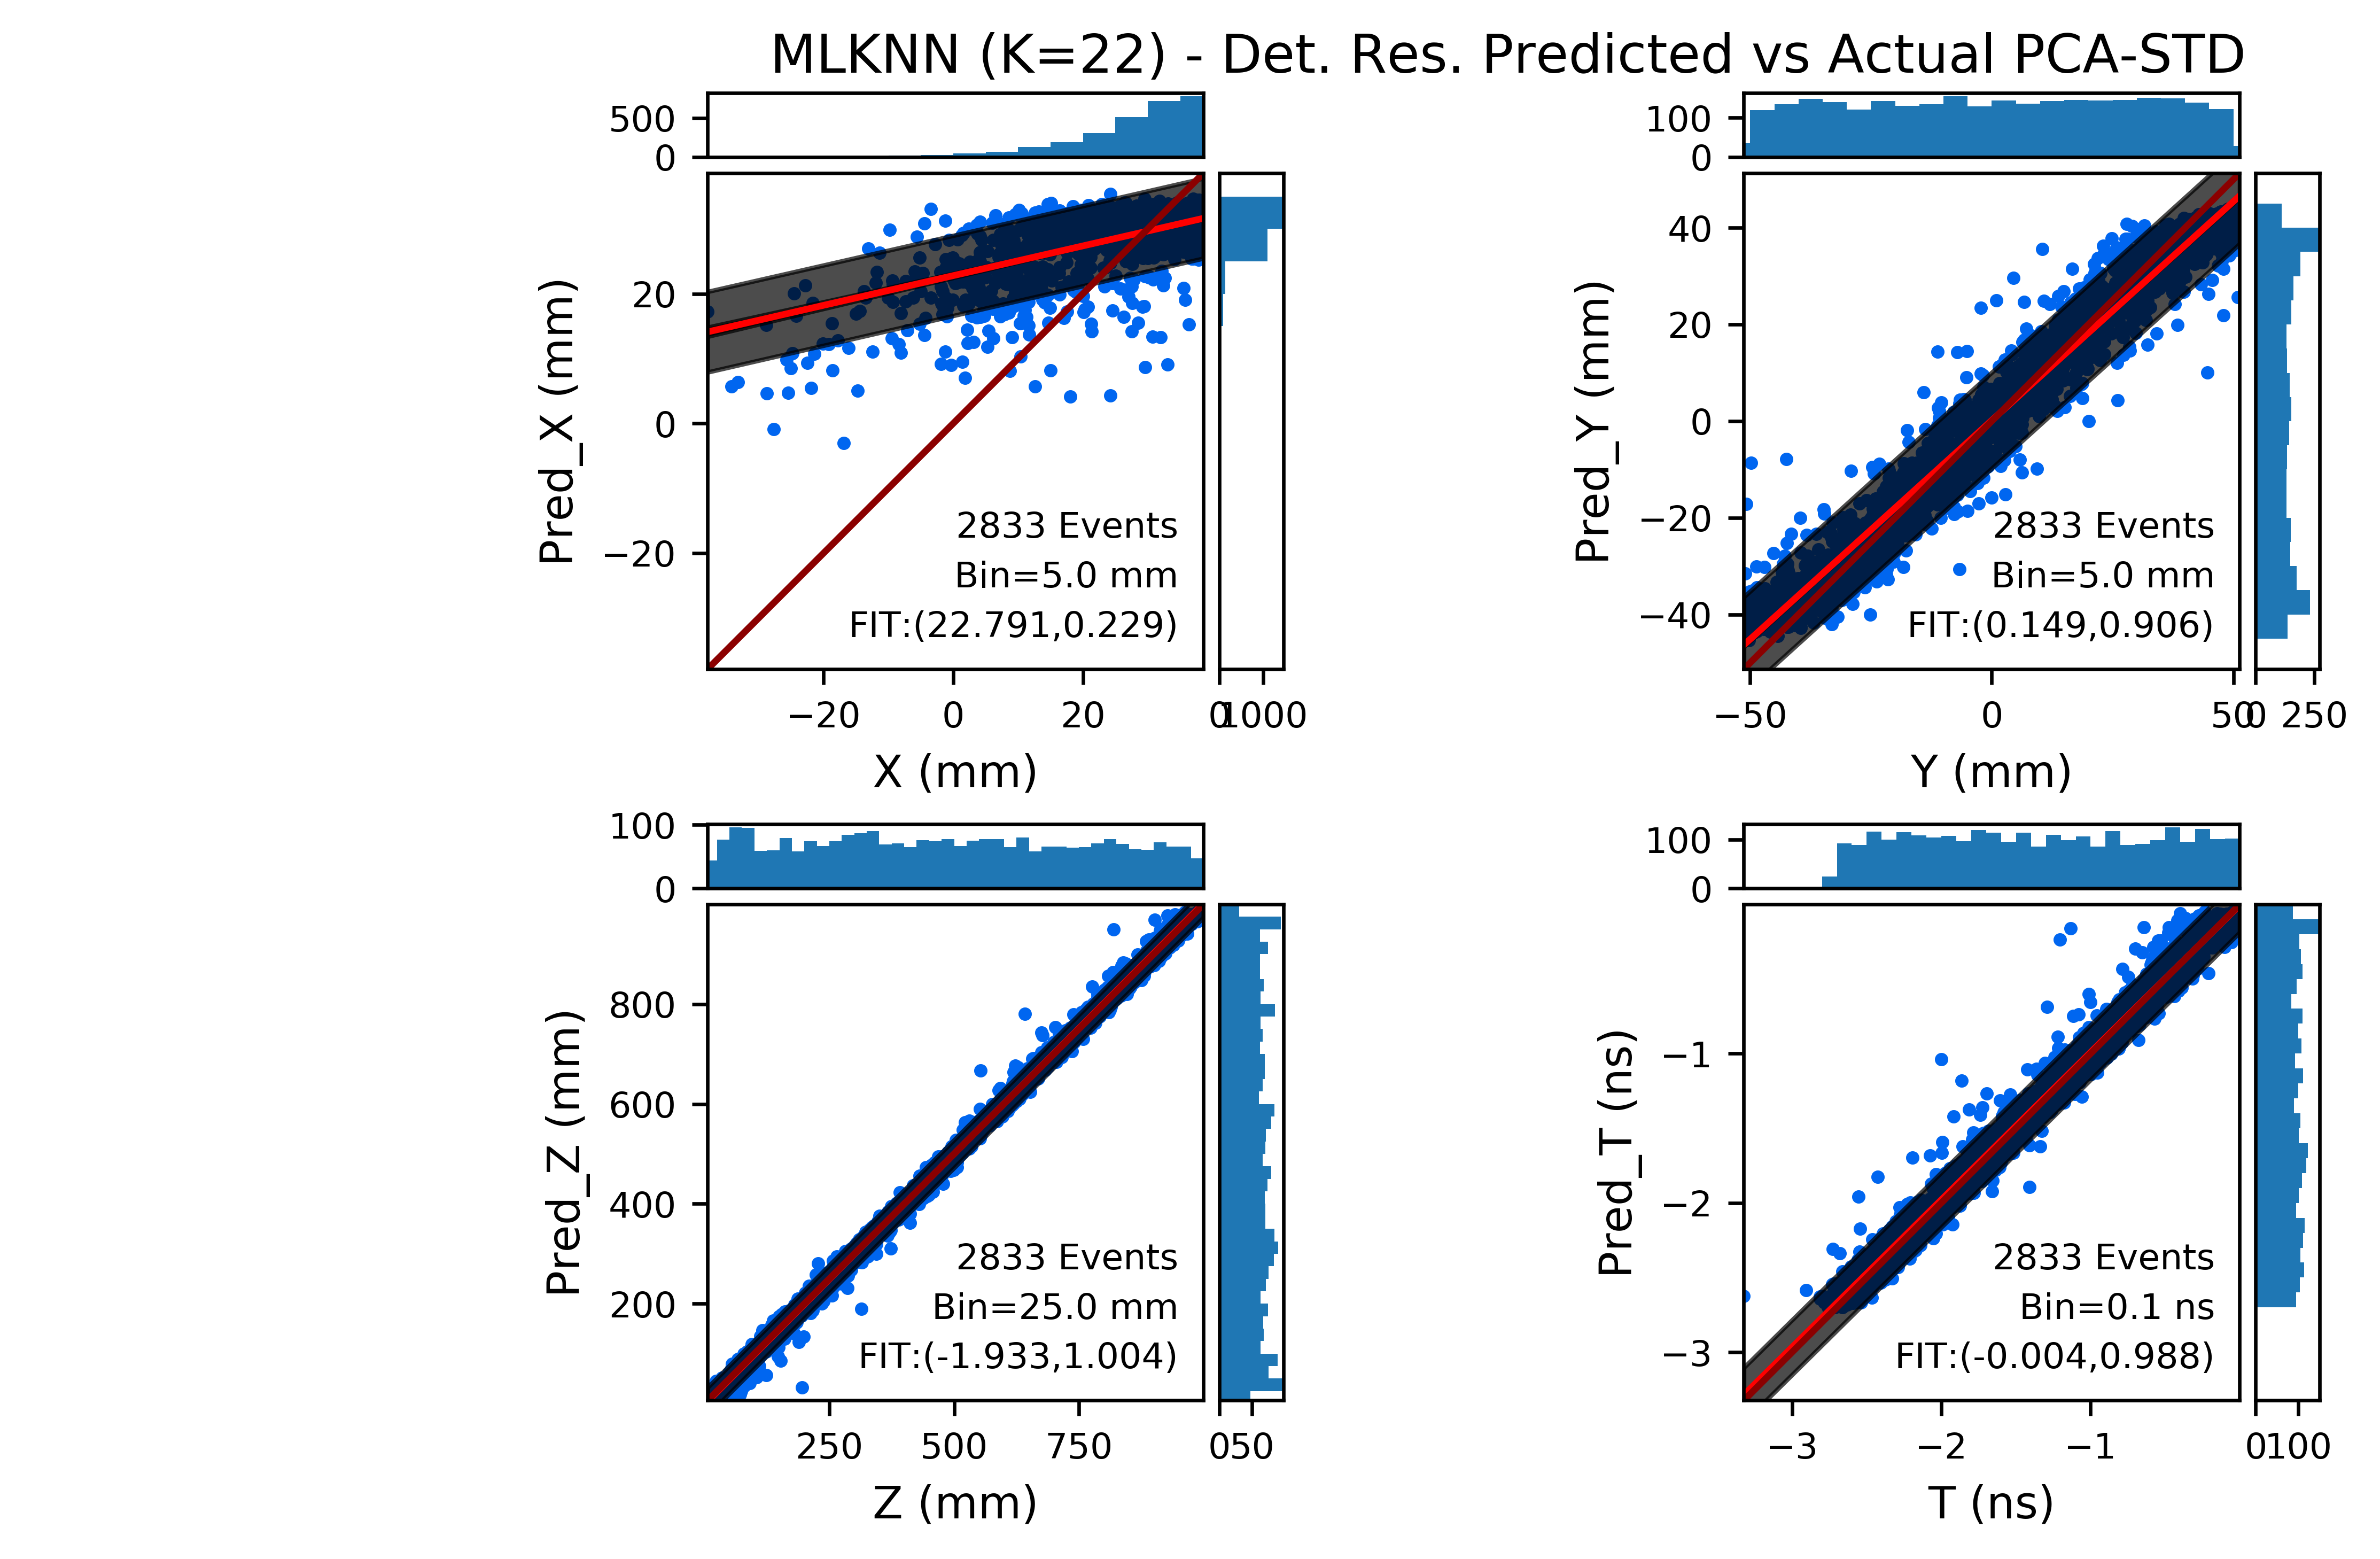 MLKNN (K=22) - Det. Res. Predicted vs Actual PCA-STD
500
0
20
0
−20
Pred_X (mm)
2833 Events
Bin=5.0 mm
FIT:(22.791,0.229)
−20 0 20
0 1000
X (mm)
100
0
40
20
0
−20
−40
Pred_Y (mm)
2833 Events
Bin=5.0 mm
FIT:(0.149,0.906)
−50 0 50
0 250
Y (mm)
100
0
800
600
400
200
Pred_Z (mm)
2833 Events
Bin=25.0 mm
FIT:(-1.933,1.004)
250 500 750
0 50
Z (mm)
100
0
−1
−2
−3
Pred_T (ns)
2833 Events
Bin=0.1 ns
FIT:(-0.004,0.988)
−3 −2 −1
0 100
T (ns)